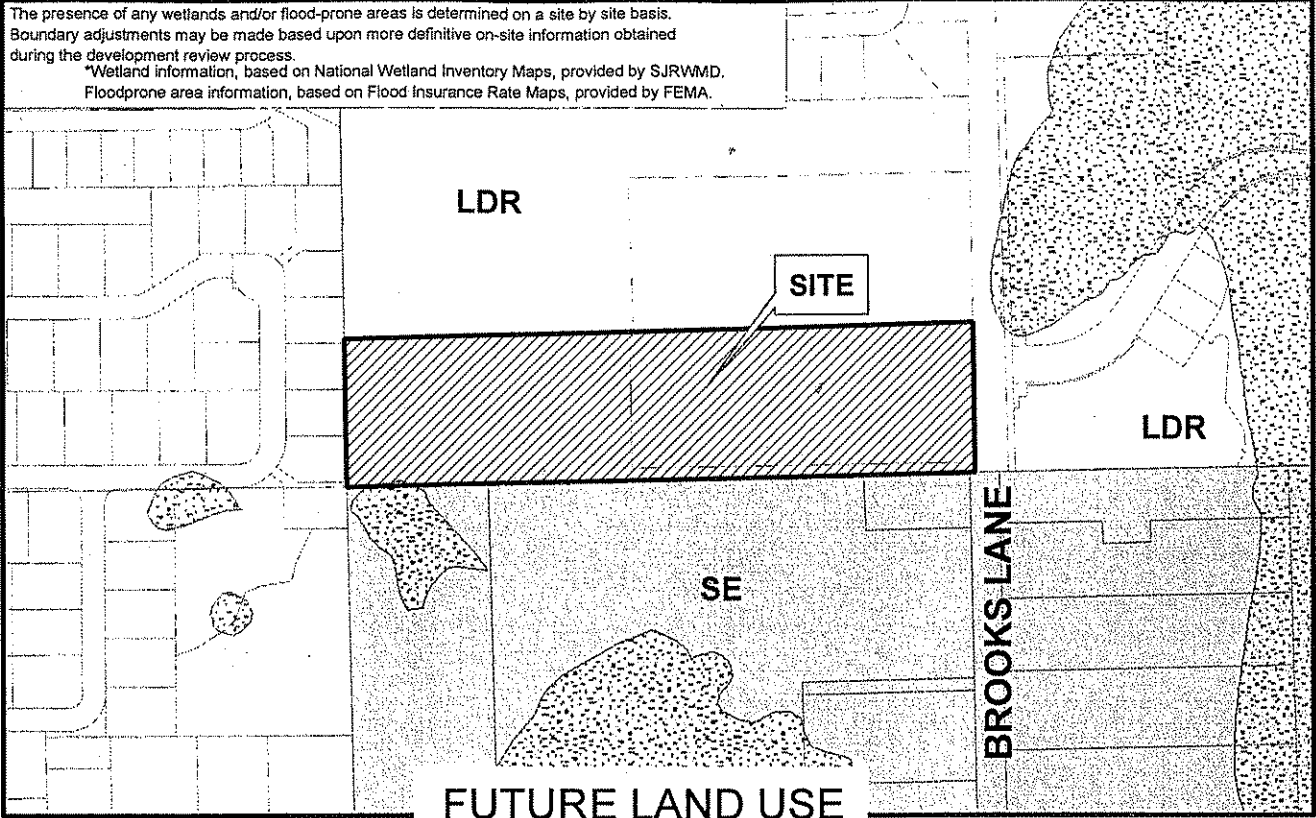 The presence of any wetlands and/or flood-prone areas is determined on a site by site basis.
Boundary adjustments may be made based upon more definitive on-site information obtained
during the development review process.
*Wetland information, based on National Wetland Inventory Maps, provided by SJRWMD.
Floodprone area information, based on Flood Insurance Rate Maps, provided by FEMA.
LDR
SITE
LDR
SE
BROOKS LANE
FUTURE LAND USE